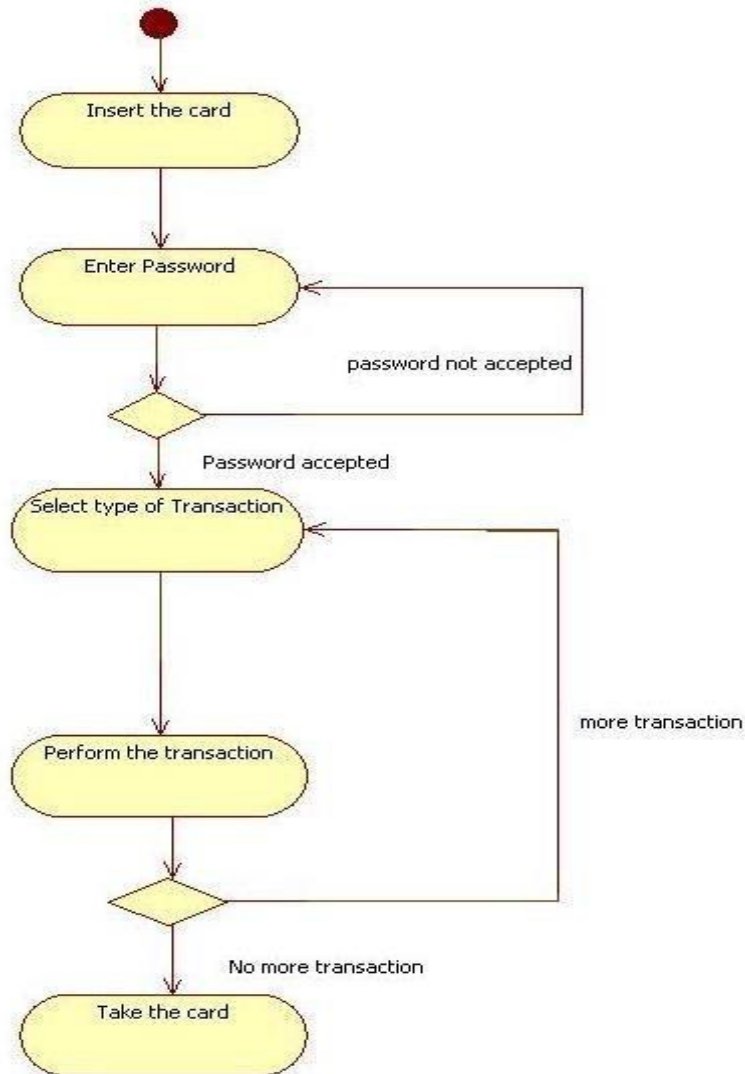 Insert the card
Enter Password
password not accepted
Password accepted
Select type of Transaction
more transaction
Perform the transaction
No more transaction
Take the card